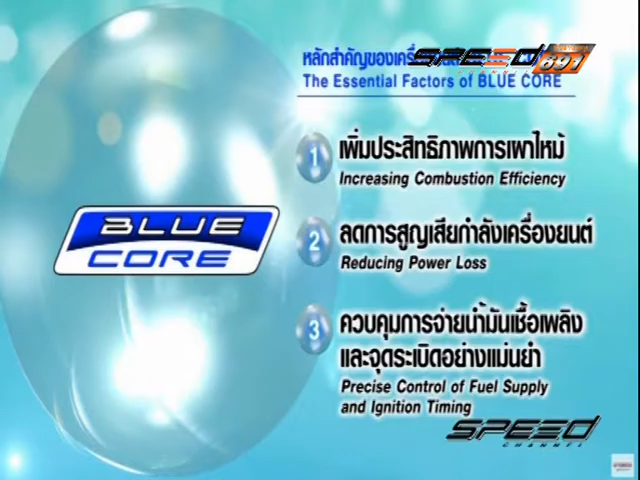 หลักสำคัญของเครื่อง
SPEED
CHANNEL
691
The Essential Factors of BLUE CORE
1
เพิ่มประสิทธิภาพการเผาไหม้
Increasing Combustion Efficiency
BLUE
CORE
2
ลดการสูญเสียกำลังเครื่องยนต์
Reducing Power Loss
3
ควบคุมการจ่ายน้ำมันเชื้อเพลิง
และจุดระเบิดอย่างแม่นยำ
Precise Control of Fuel Supply
and Ignition Timing
SPEED
CHANNEL